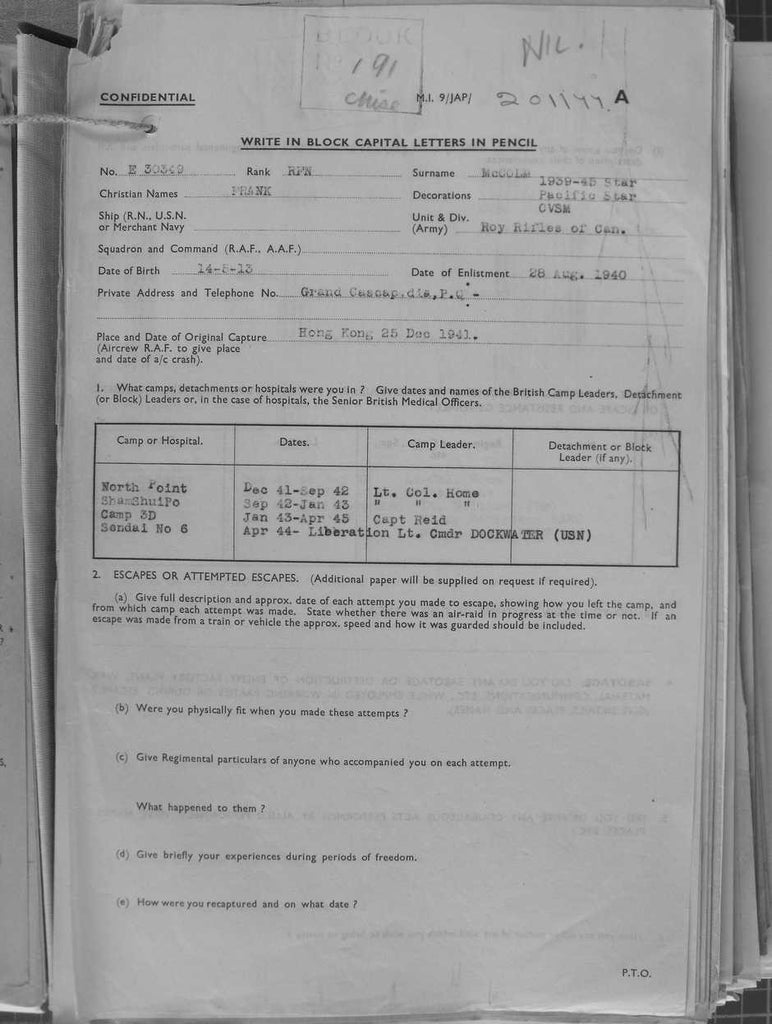 BLOCK
191
Misc
NIL.
CONFIDENTIAL
M.I. 9/JAP/ A
WRITE IN BLOCK CAPITAL LETTERS IN PENCIL
No. E 30349 Rank RFN Surname McCOLM
Christian Names FRANK Decorations 1939-45 Star
Pacific Star
CVSM
Ship (R.N., U.S.N.
or Merchant Navy
Unit & Div.
(Army) Roy Rifles of Can.
Squadron and Command (R.A.F., A.A.F.)
Date of Birth 14-5-13 Date of Enlistment 28 Aug. 1940
Private Address and Telephone No. Grand Cascapedia, P.Q -
Place and Date of Original Capture Hong Kong 25 Dec 1941.
(Aircrew R.A.F. to give place
and date of a/c crash).
1. What camps, detachments or hospitals were you in ? Give dates and names of the British Camp Leaders, Detachment
(or Block) Leaders or, in the case of hospitals, the Senior British Medical Officers.
Camp or Hospital. Dates. Camp Leader. Detachment or Block
Leader (if any).
North Point Dec 41-Sep 42 Lt. Col. Home
ShamShuiPo Sep 42-Jan 43 " " "
Camp 3D Jan 43-Apr 45 Capt Reid
Sendai No 6 Apr 44- Liberation Lt. Cmdr DOCKWATER (USN)
2. ESCAPES OR ATTEMPTED ESCAPES. (Additional paper will be supplied on request if required).
(a) Give full description and approx. date of each attempt you made to escape, showing how you left the camp, and
from which camp each attempt was made. State whether there was an air-raid in progress at the time or not. If an
escape was made from a train or vehicle the approx. speed and how it was guarded should be included.
(b) Were you physically fit when you made these attempts ?
(c) Give Regimental particulars of anyone who accompanied you on each attempt.
What happened to them ?
(d) Give briefly your experiences during periods of freedom.
(e) How were you recaptured and on what date ?
P.T.O.